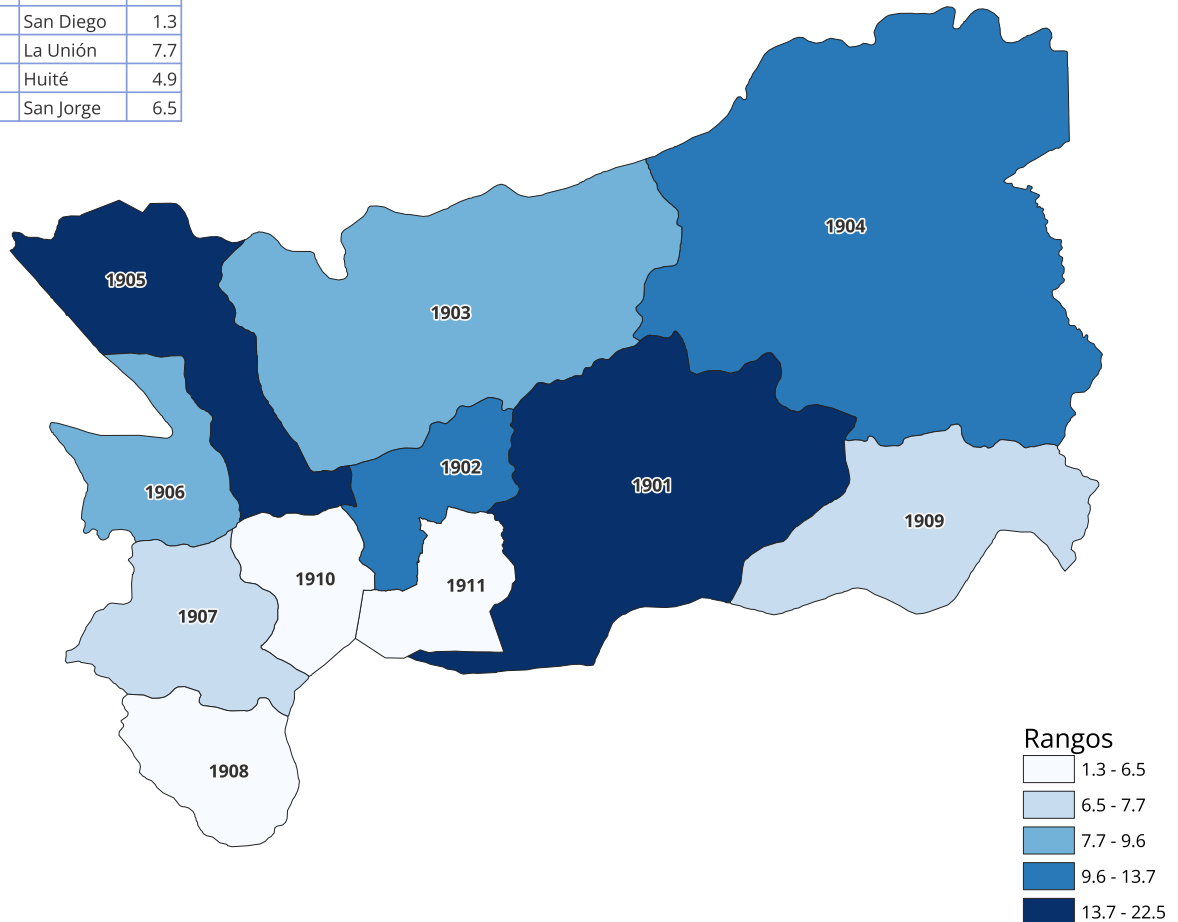 San Diego 1.3
La Unión 7.7
Huité 4.9
San Jorge 6.5
1904
1905
1903
1902
1901
1906
1909
1910
1911
1907
1908
Rangos
1.3 - 6.5
6.5 - 7.7
7.7 - 9.6
9.6 - 13.7
13.7 - 22.5